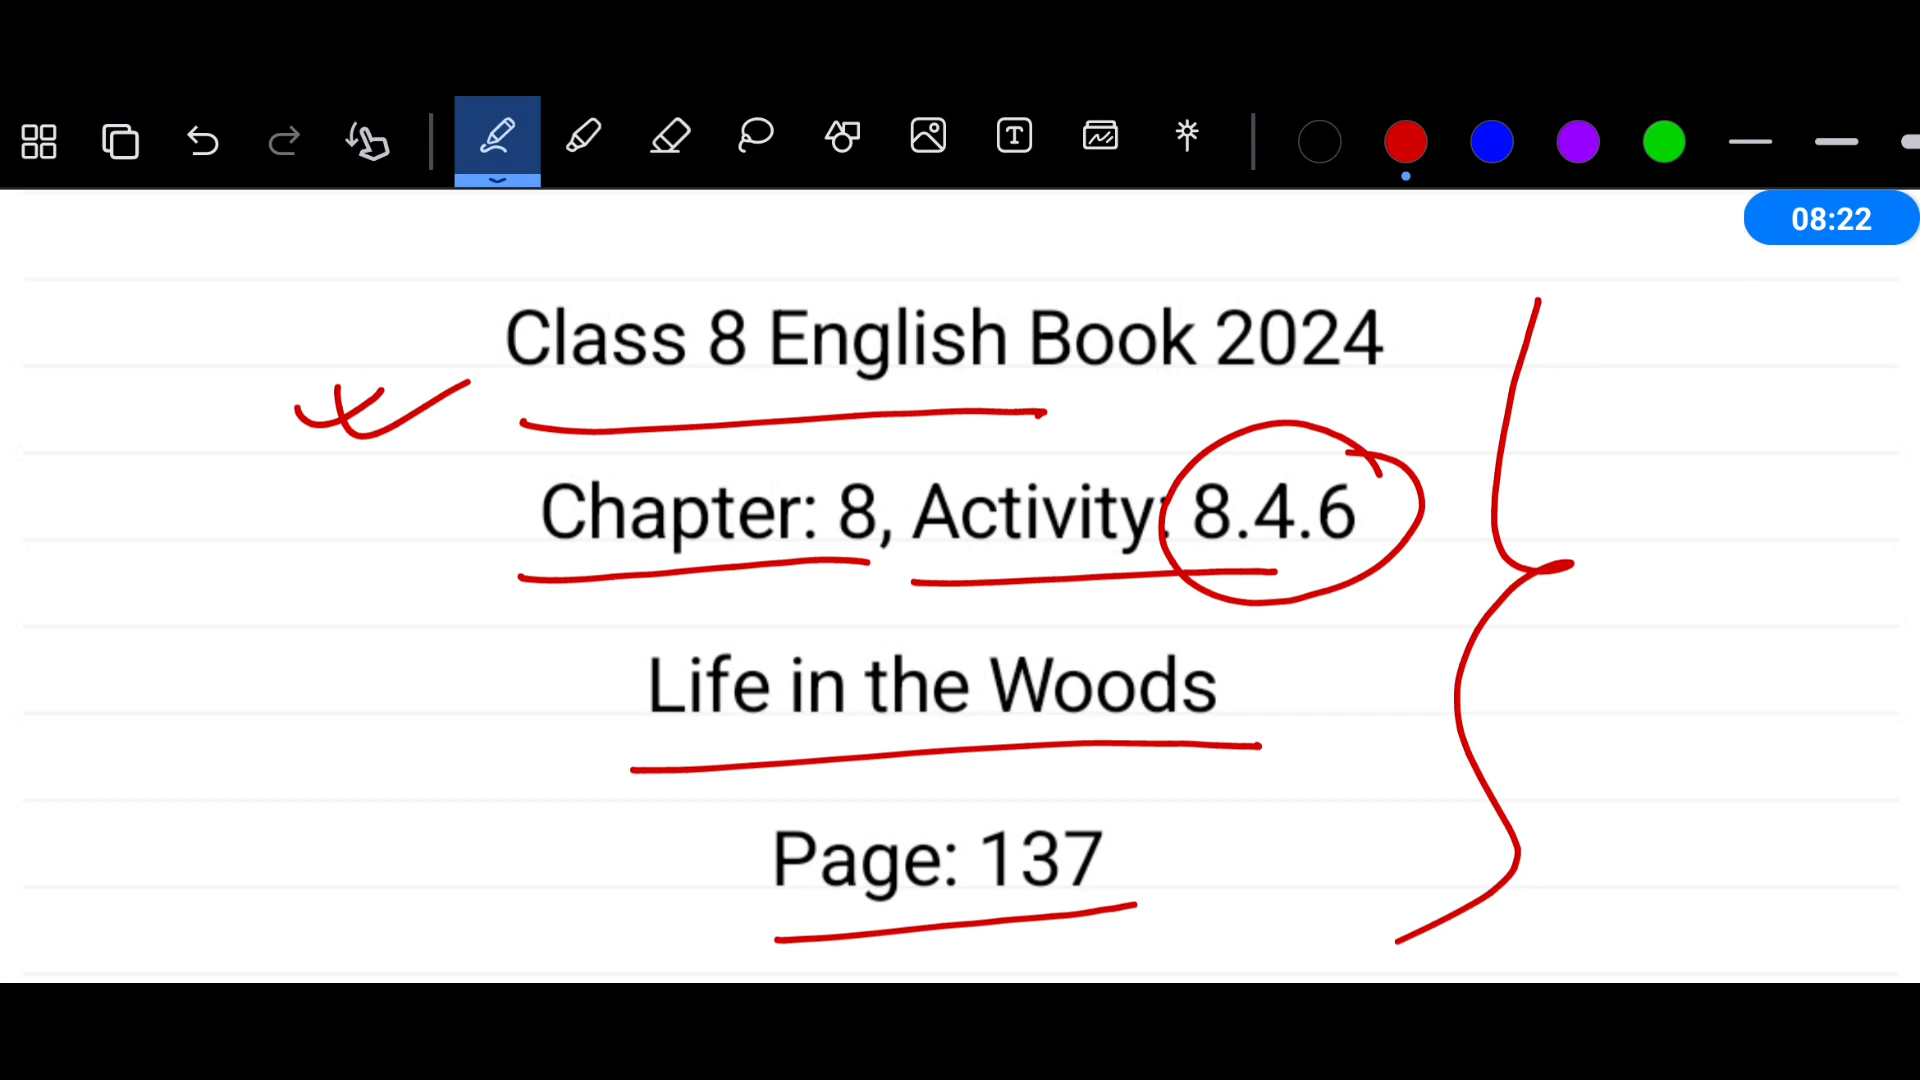 08:22
Class 8 English Book 2024
Chapter: 8, Activity: 8.4.6
Life in the Woods
Page: 137